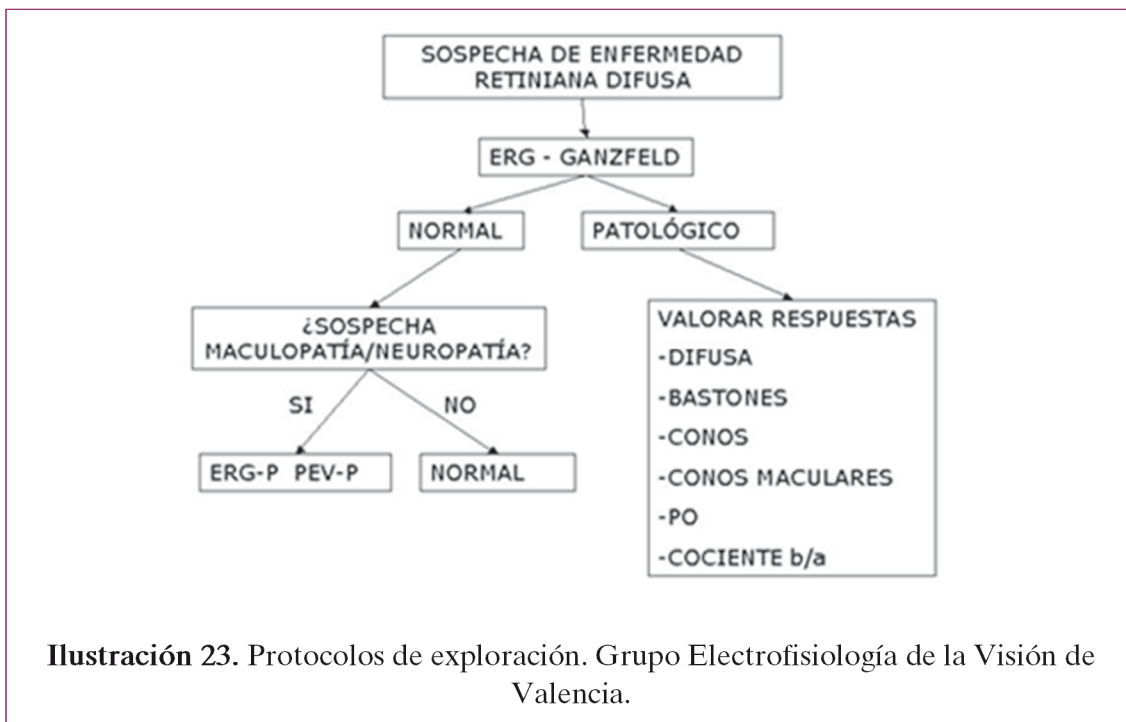 SOSPECHA DE ENFERMEDAD
RETINIANA DIFUSA
ERG - GANZFELD
NORMAL
PATOLÓGICO
¿SOSPECHA
MACULOPATÍA/NEUROPATÍA?
SI
NO
ERG-P PEV-P
NORMAL
VALORAR RESPUESTAS
-DIFUSA
-BASTONES
-CONOS
-CONOS MACULARES
-PO
-COCIENTE b/a
Ilustración 23. Protocolos de exploración. Grupo Electrofisiología de la Visión de
Valencia.